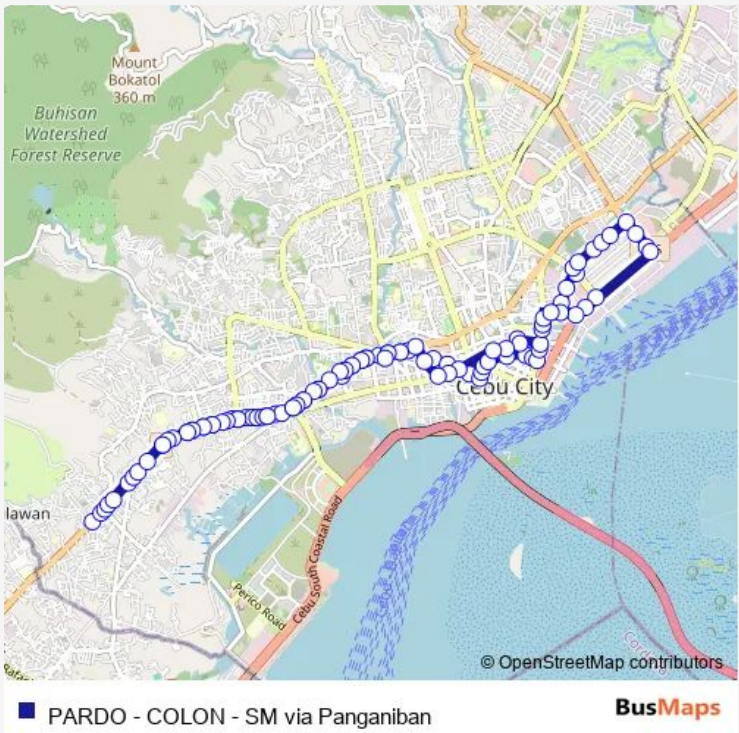 Mount
Bokatol
360 m
Buhisan
Watershed
Forest Reserve
Cebu City
lawan
Cebu South Coastal Road
Perico Road
© OpenStreetMap contributors
PARDO - COLON - SM via Panganiban
BusMaps